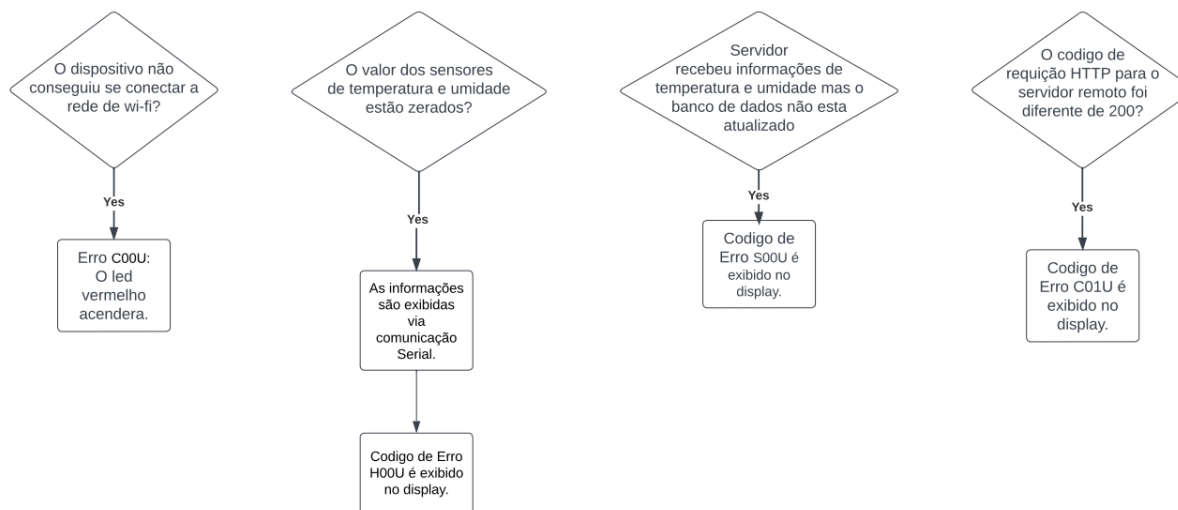 O dispositivo não
conseguiu se conectar a
rede de wi-fi?
Yes
Erro C00U:
O led
vermelho
acendera.
O valor dos sensores
de temperatura e umidade
estão zerados?
Yes
As informações
são exibidas
via
comunicação
Serial.
Codigo de Erro
H00U é exibido
no display.
Servidor
recebeu informações de
temperatura e umidade mas o
banco de dados não esta
atualizado
Yes
Codigo de
Erro S00U é
exibido no
display.
O codigo de
requição HTTP para o
servidor remoto foi
diferente de 200?
Yes
Codigo de
Erro C01U é
exibido no
display.